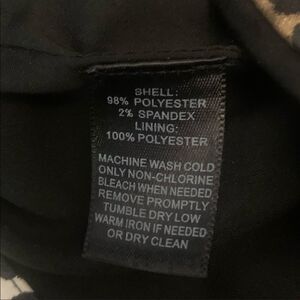 SHELL:
98% POLYESTER
2% SPANDEX
LINING:
100% POLYESTER
MACHINE WASH COLD
ONLY NON-CHLORINE
BLEACH WHEN NEEDED
REMOVE PROMPTLY
TUMBLE DRY LOW
WARM IRON IF NEEDED
OR DRY CLEAN